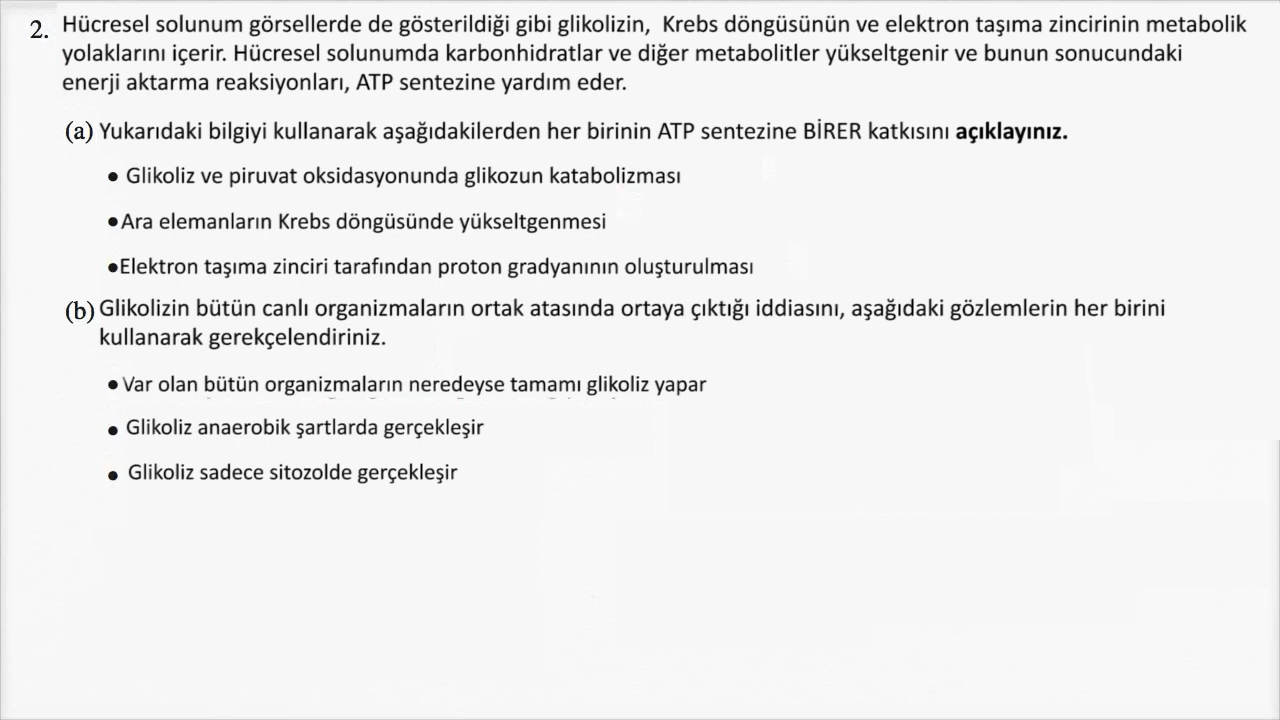 2. Hücresel solunum görsellerde de gösterildiği gibi glikolizin, Krebs döngüsünün ve elektron taşıma zincirinin metabolik
yolaklarını içerir. Hücresel solunumda karbonhidratlar ve diğer metabolitler yükseltgenir ve bunun sonucundaki
enerji aktarma reaksiyonları, ATP sentezine yardım eder.
(a) Yukarıdaki bilgiyi kullanarak aşağıdakilerden her birinin ATP sentezine BİRER katkısını açıklayınız.
• Glikoliz ve piruvat oksidasyonunda glikozun katabolizması
•Ara elemanların Krebs döngüsünde yükseltgenmesi
•Elektron taşıma zinciri tarafından proton gradyanının oluşturulması
(b) Glikolizin bütün canlı organizmaların ortak atasında ortaya çıktığı iddiasını, aşağıdaki gözlemlerin her birini
kullanarak gerekçelendiriniz.
• Var olan bütün organizmaların neredeyse tamamı glikoliz yapar
• Glikoliz anaerobik şartlarda gerçekleşir
• Glikoliz sadece sitozolde gerçekleşir